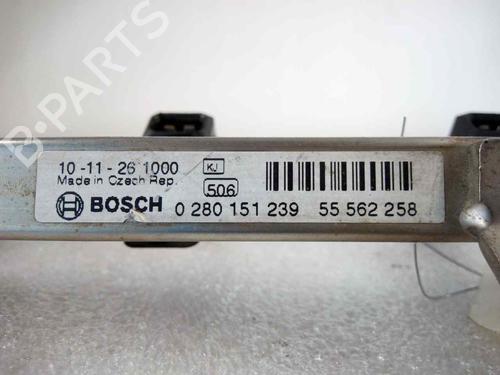 B-PARTS
10-11-26 1000 KJ
Made in Czech Rep. 506
BOSCH 0 280 151 239 55 562 258